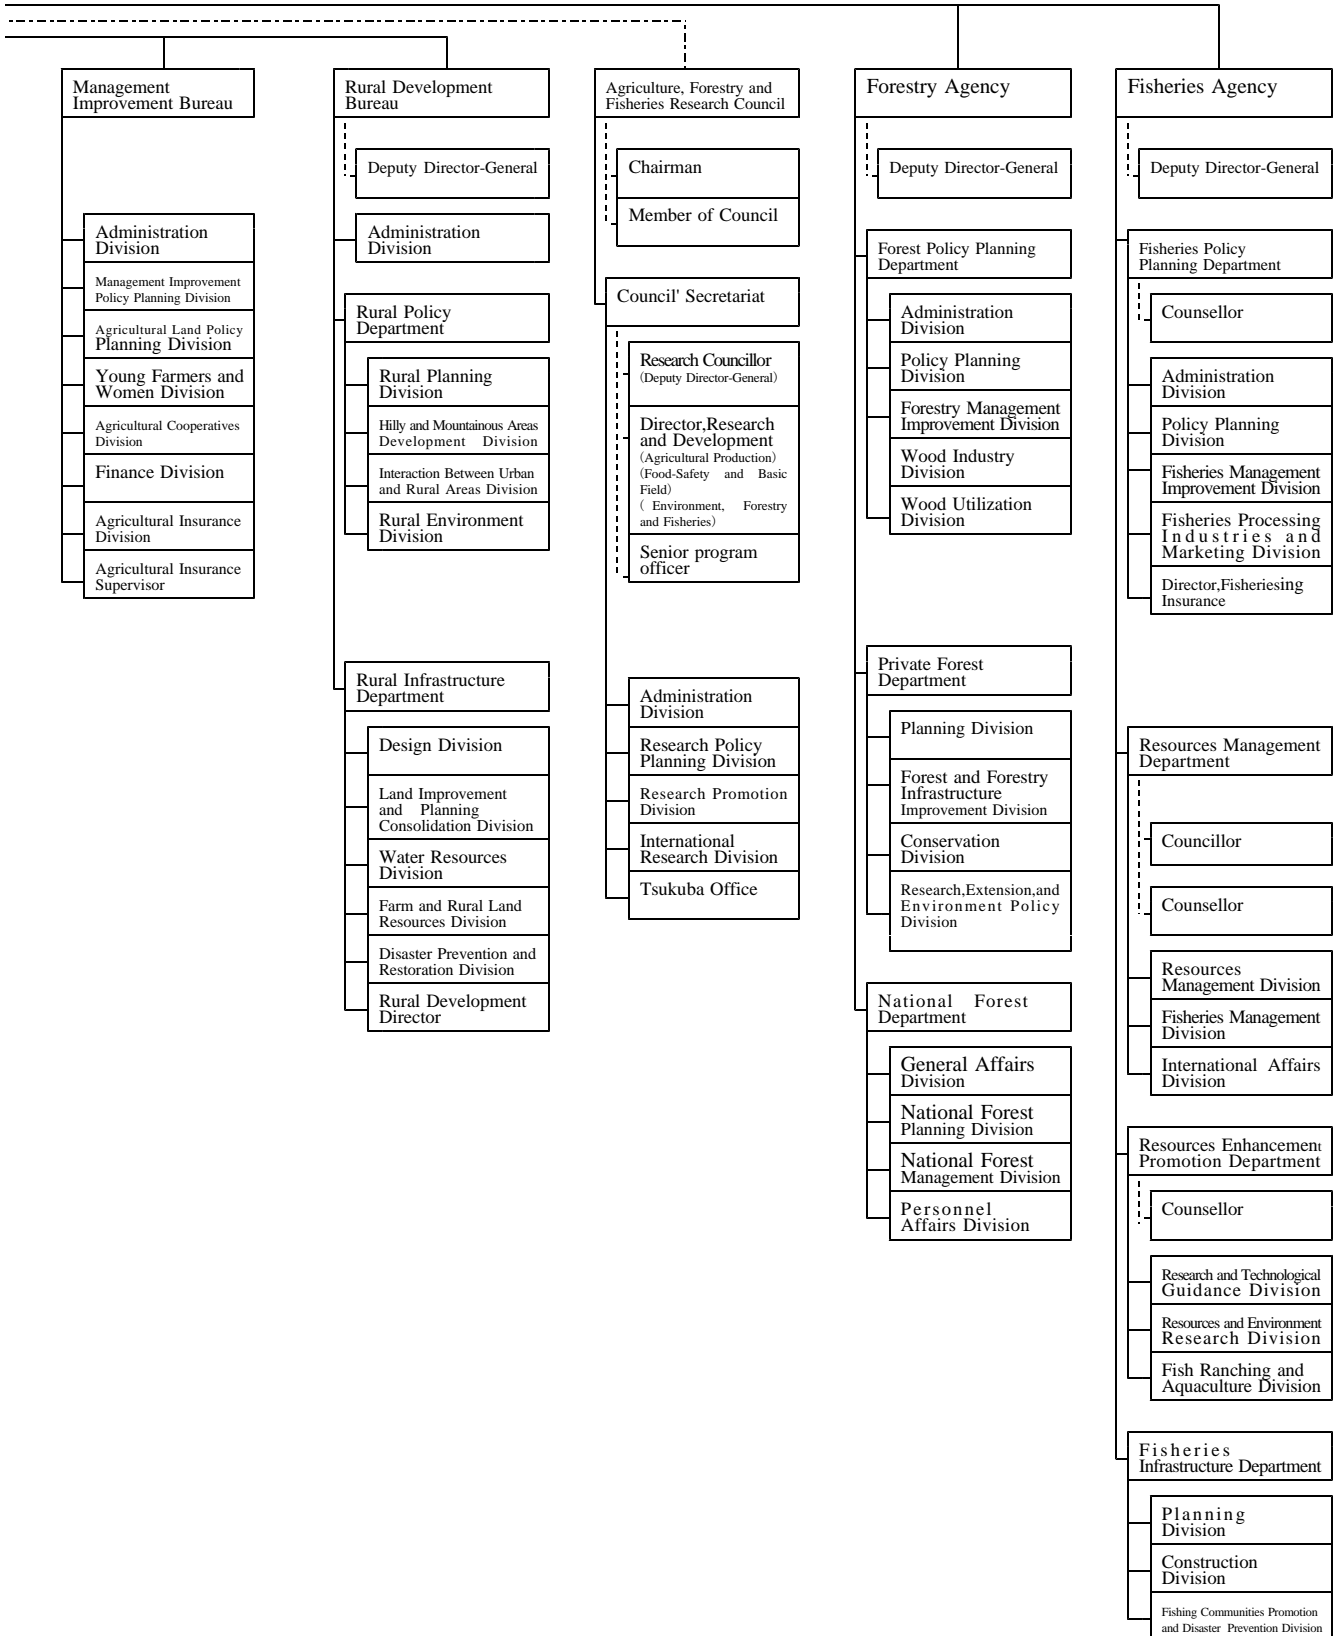 Management
Improvement Bureau
Administration
Division
Management Improvement
Policy Planning Division
Agricultural Land Policy
Planning Division
Young Farmers and
Women Division
Agricultural Cooperatives
Division
Finance Division
Agricultural Insurance
Division
Agricultural Insurance
Supervisor
Rural Development
Bureau
Deputy Director-General
Administration
Division
Rural Policy
Department
Rural Planning
Division
Hilly and Mountainous Areas
Development Division
Interaction Between Urban
and Rural Areas Division
Rural Environment
Division
Rural Infrastructure
Department
Design Division
Land Improvement
and Planning
Consolidation Division
Water Resources
Division
Farm and Rural Land
Resources Division
Disaster Prevention and
Restoration Division
Rural Development
Director
Agriculture, Forestry and
Fisheries Research Council
Chairman
Member of Council
Council' Secretariat
Research Councillor
(Deputy Director-General)
Director,Research
and Development
(Agricultural Production)
(Food-Safety and Basic
Field)
( Environment, Forestry
and Fisheries)
Senior program
officer
Administration
Division
Research Policy
Planning Division
Research Promotion
Division
International
Research Division
Tsukuba Office
Forestry Agency
Deputy Director-General
Forest Policy Planning
Department
Administration
Division
Policy Planning
Division
Forestry Management
Improvement Division
Wood Industry
Division
Wood Utilization
Division
Private Forest
Department
Planning Division
Forest and Forestry
Infrastructure
Improvement Division
Conservation
Division
Research,Extension,and
Environment Policy
Division
National Forest
Department
General Affairs
Division
National Forest
Planning Division
National Forest
Management Division
Personnel
Affairs Division
Fisheries Agency
Deputy Director-General
Fisheries Policy
Planning Department
Counsellor
Administration
Division
Policy Planning
Division
Fisheries Management
Improvement Division
Fisheries Processing
Industries and
Marketing Division
Director,Fisheriesing
Insurance
Resources Management
Department
Councillor
Counsellor
Resources
Management Division
Fisheries Management
Division
International Affairs
Division
Resources Enhancement
Promotion Department
Counsellor
Research and Technological
Guidance Division
Resources and Environment
Research Division
Fish Ranching and
Aquaculture Division
Fisheries
Infrastructure Department
Planning
Division
Construction
Division
Fishing Communities Promotion
and Disaster Prevention Division